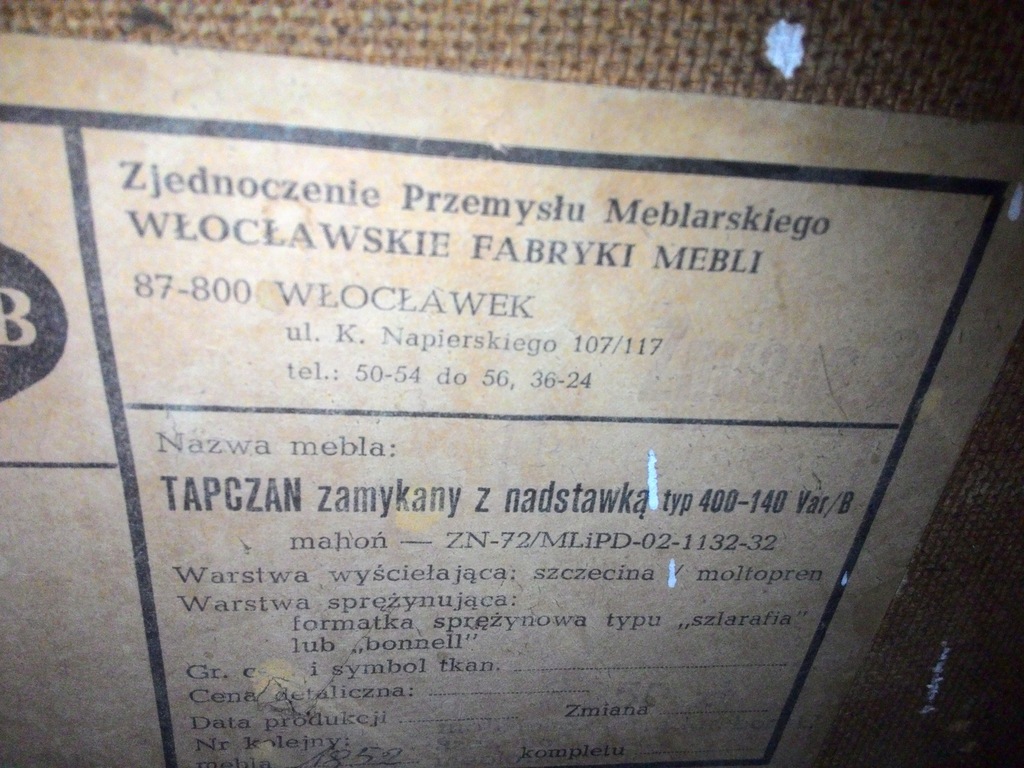 B
Zjednoczenie Przemysłu Meblarskiego
WŁOCŁAWSKIE FABRYKI MEBLI
87-800 WŁOCŁAWEK
ul. K. Napierskiego 107/117
tel.: 50-54 do 56, 36-24
Nazwa mebla:
TAPCZAN zamykany z nadstawką typ 400-140 Var/B
mahoń — ZN-72/MLiPD-02-1132-32
Warstwa wyściełająca: szczecina / moltopren
Warstwa sprężynująca:
formatka sprężynowa typu „szlarafia"
lub „bonnell"
Gr. c i symbol tkan.
Cena detaliczna:
Data produkcji Zmiana
Nr kolejny:
mebla 1852 kompletu